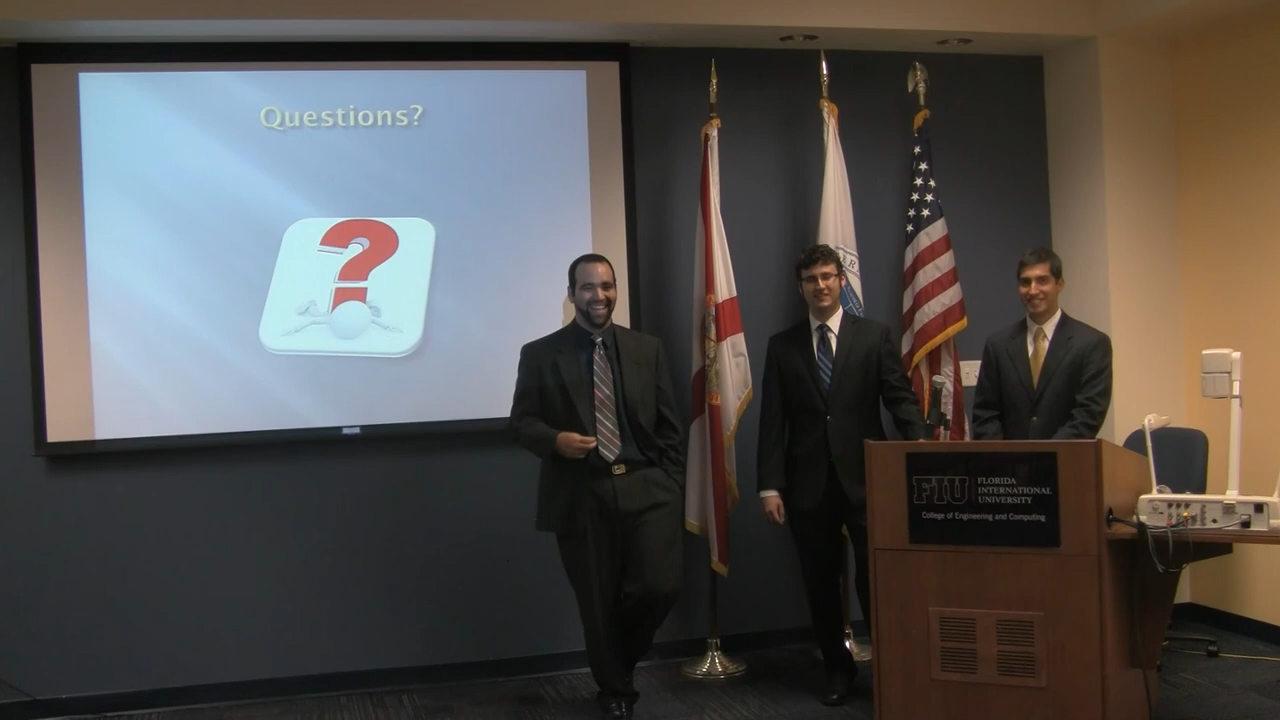 Questions?
?
FIU
FLORIDA
INTERNATIONAL
UNIVERSITY
College of Engineering and Computing